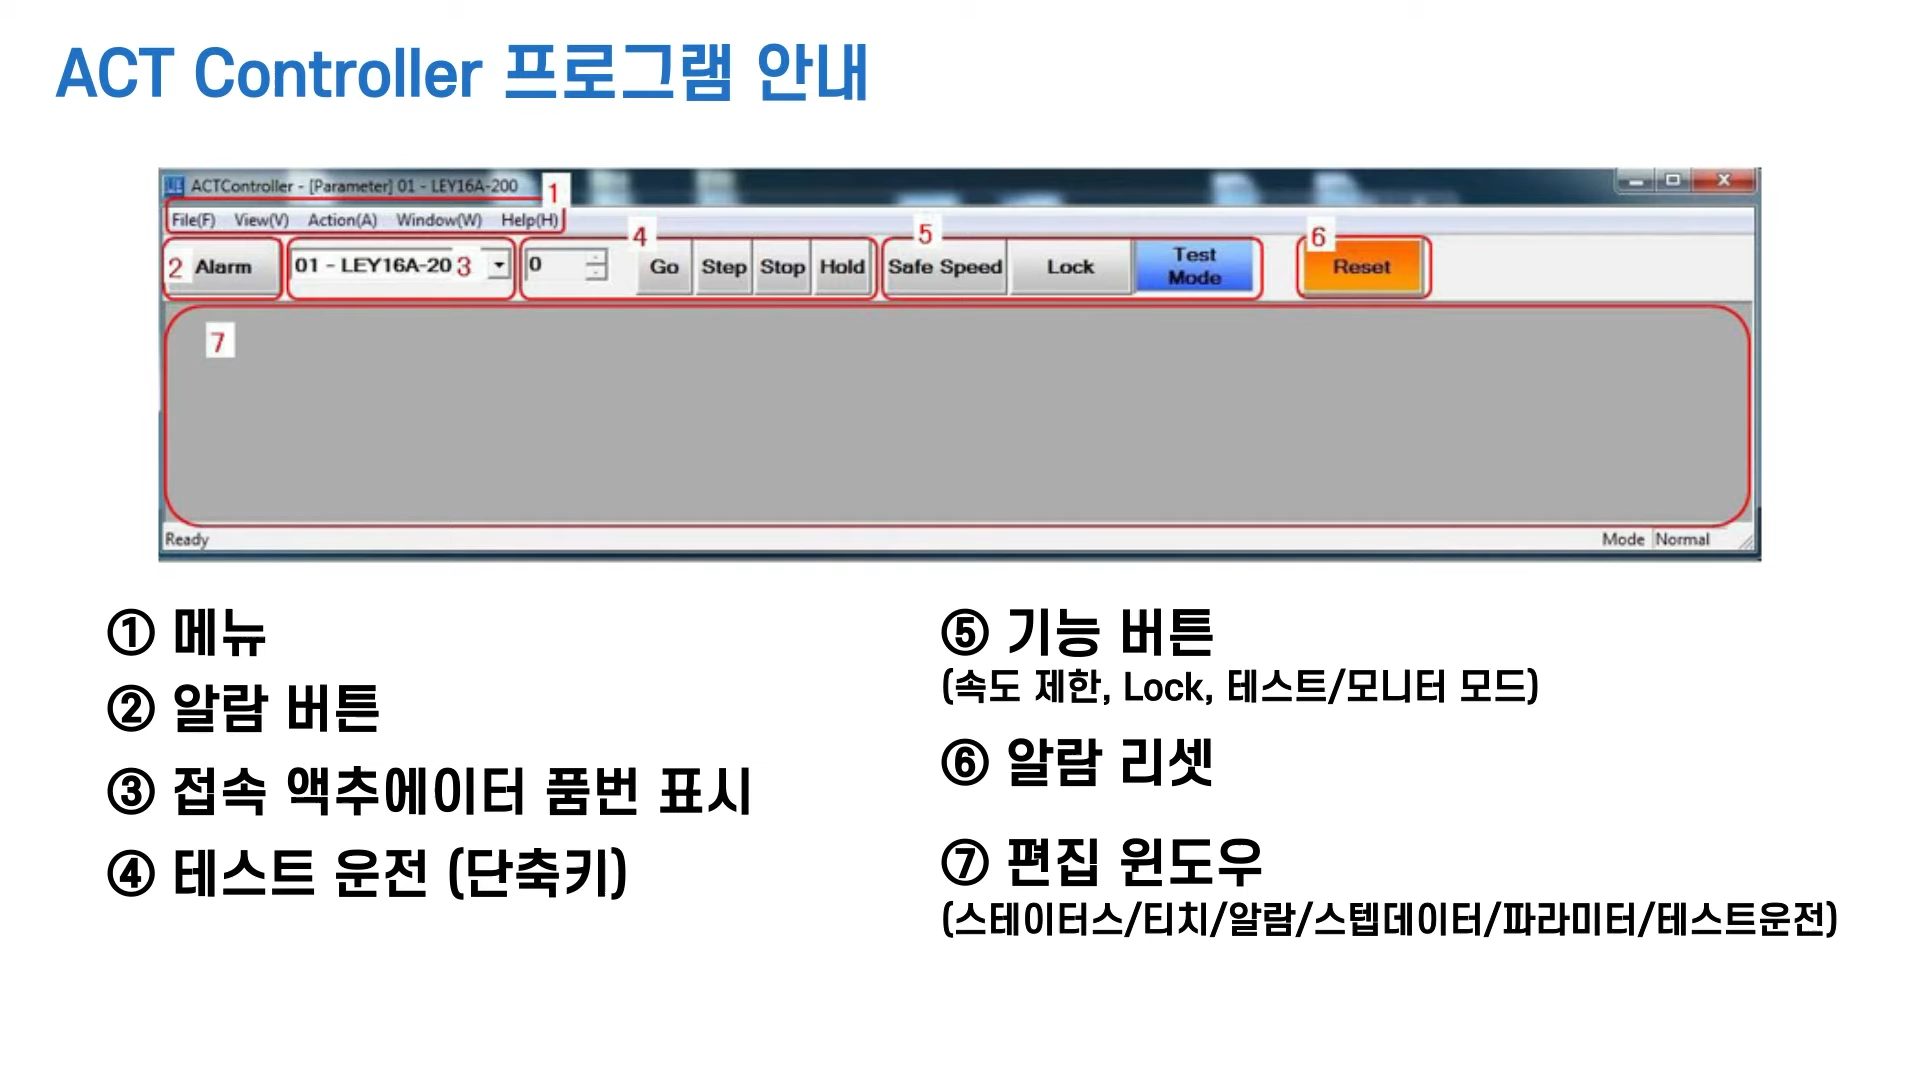 ACT Controller 프로그램 안내
ACTController - [Parameter] 01 - LEY16A-200
1
File(F) View(V) Action(A) Window(W) Help(H)
2 Alarm 01 - LEY16A-20 3 0 4 Go Step Stop Hold 5 Safe Speed Lock Test Mode 6 Reset
7
Ready Mode Normal
① 메뉴
② 알람 버튼
③ 접속 액추에이터 품번 표시
④ 테스트 운전 (단축키)
⑤ 기능 버튼
(속도 제한, Lock, 테스트/모니터 모드)
⑥ 알람 리셋
⑦ 편집 윈도우
(스테이터스/티치/알람/스텝데이터/파라미터/테스트운전)